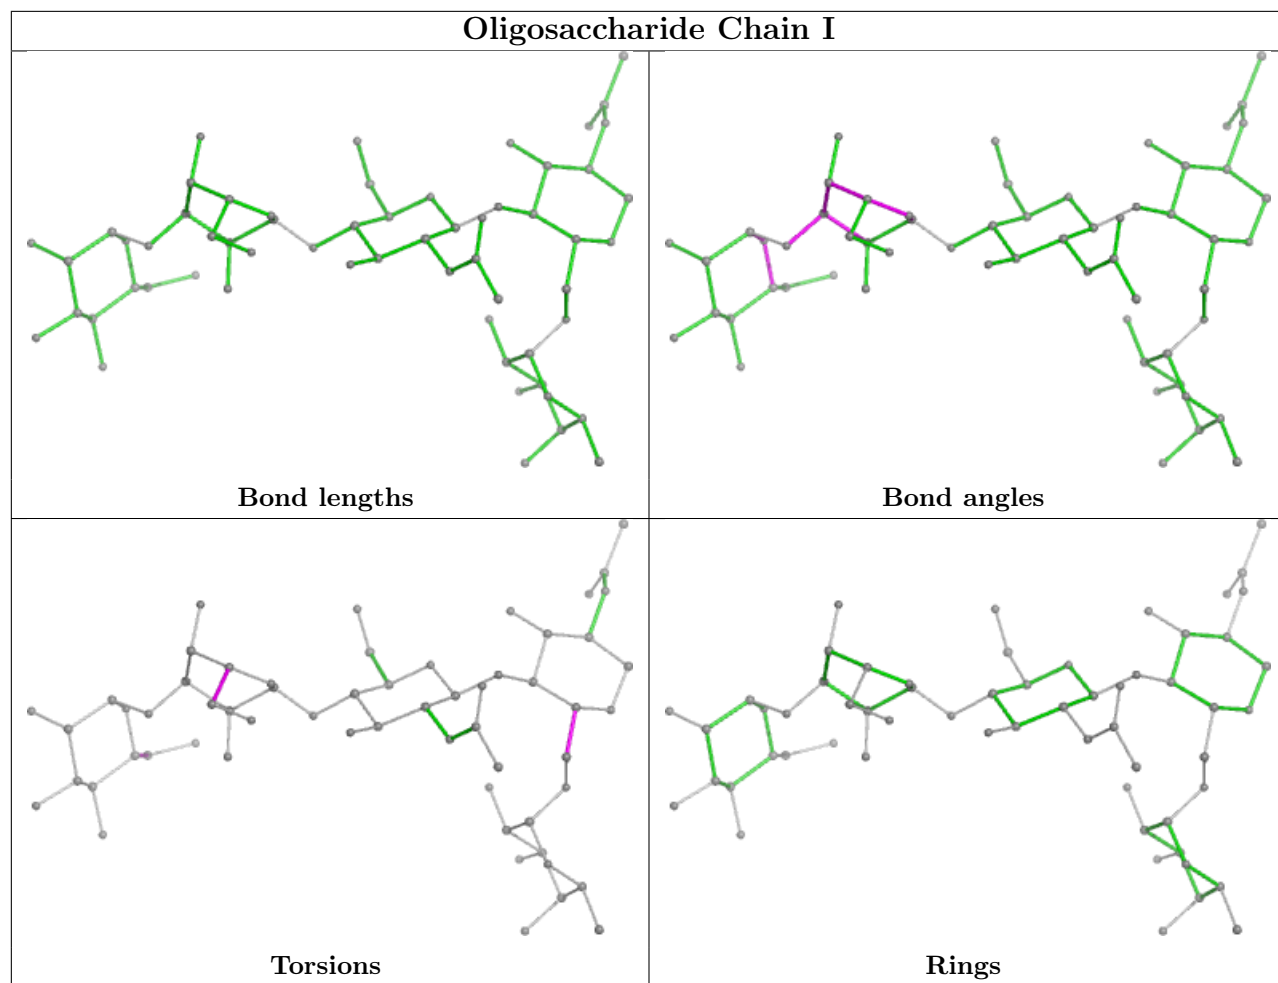 Oligosaccharide Chain I
Bond lengths
Bond angles
Torsions
Rings